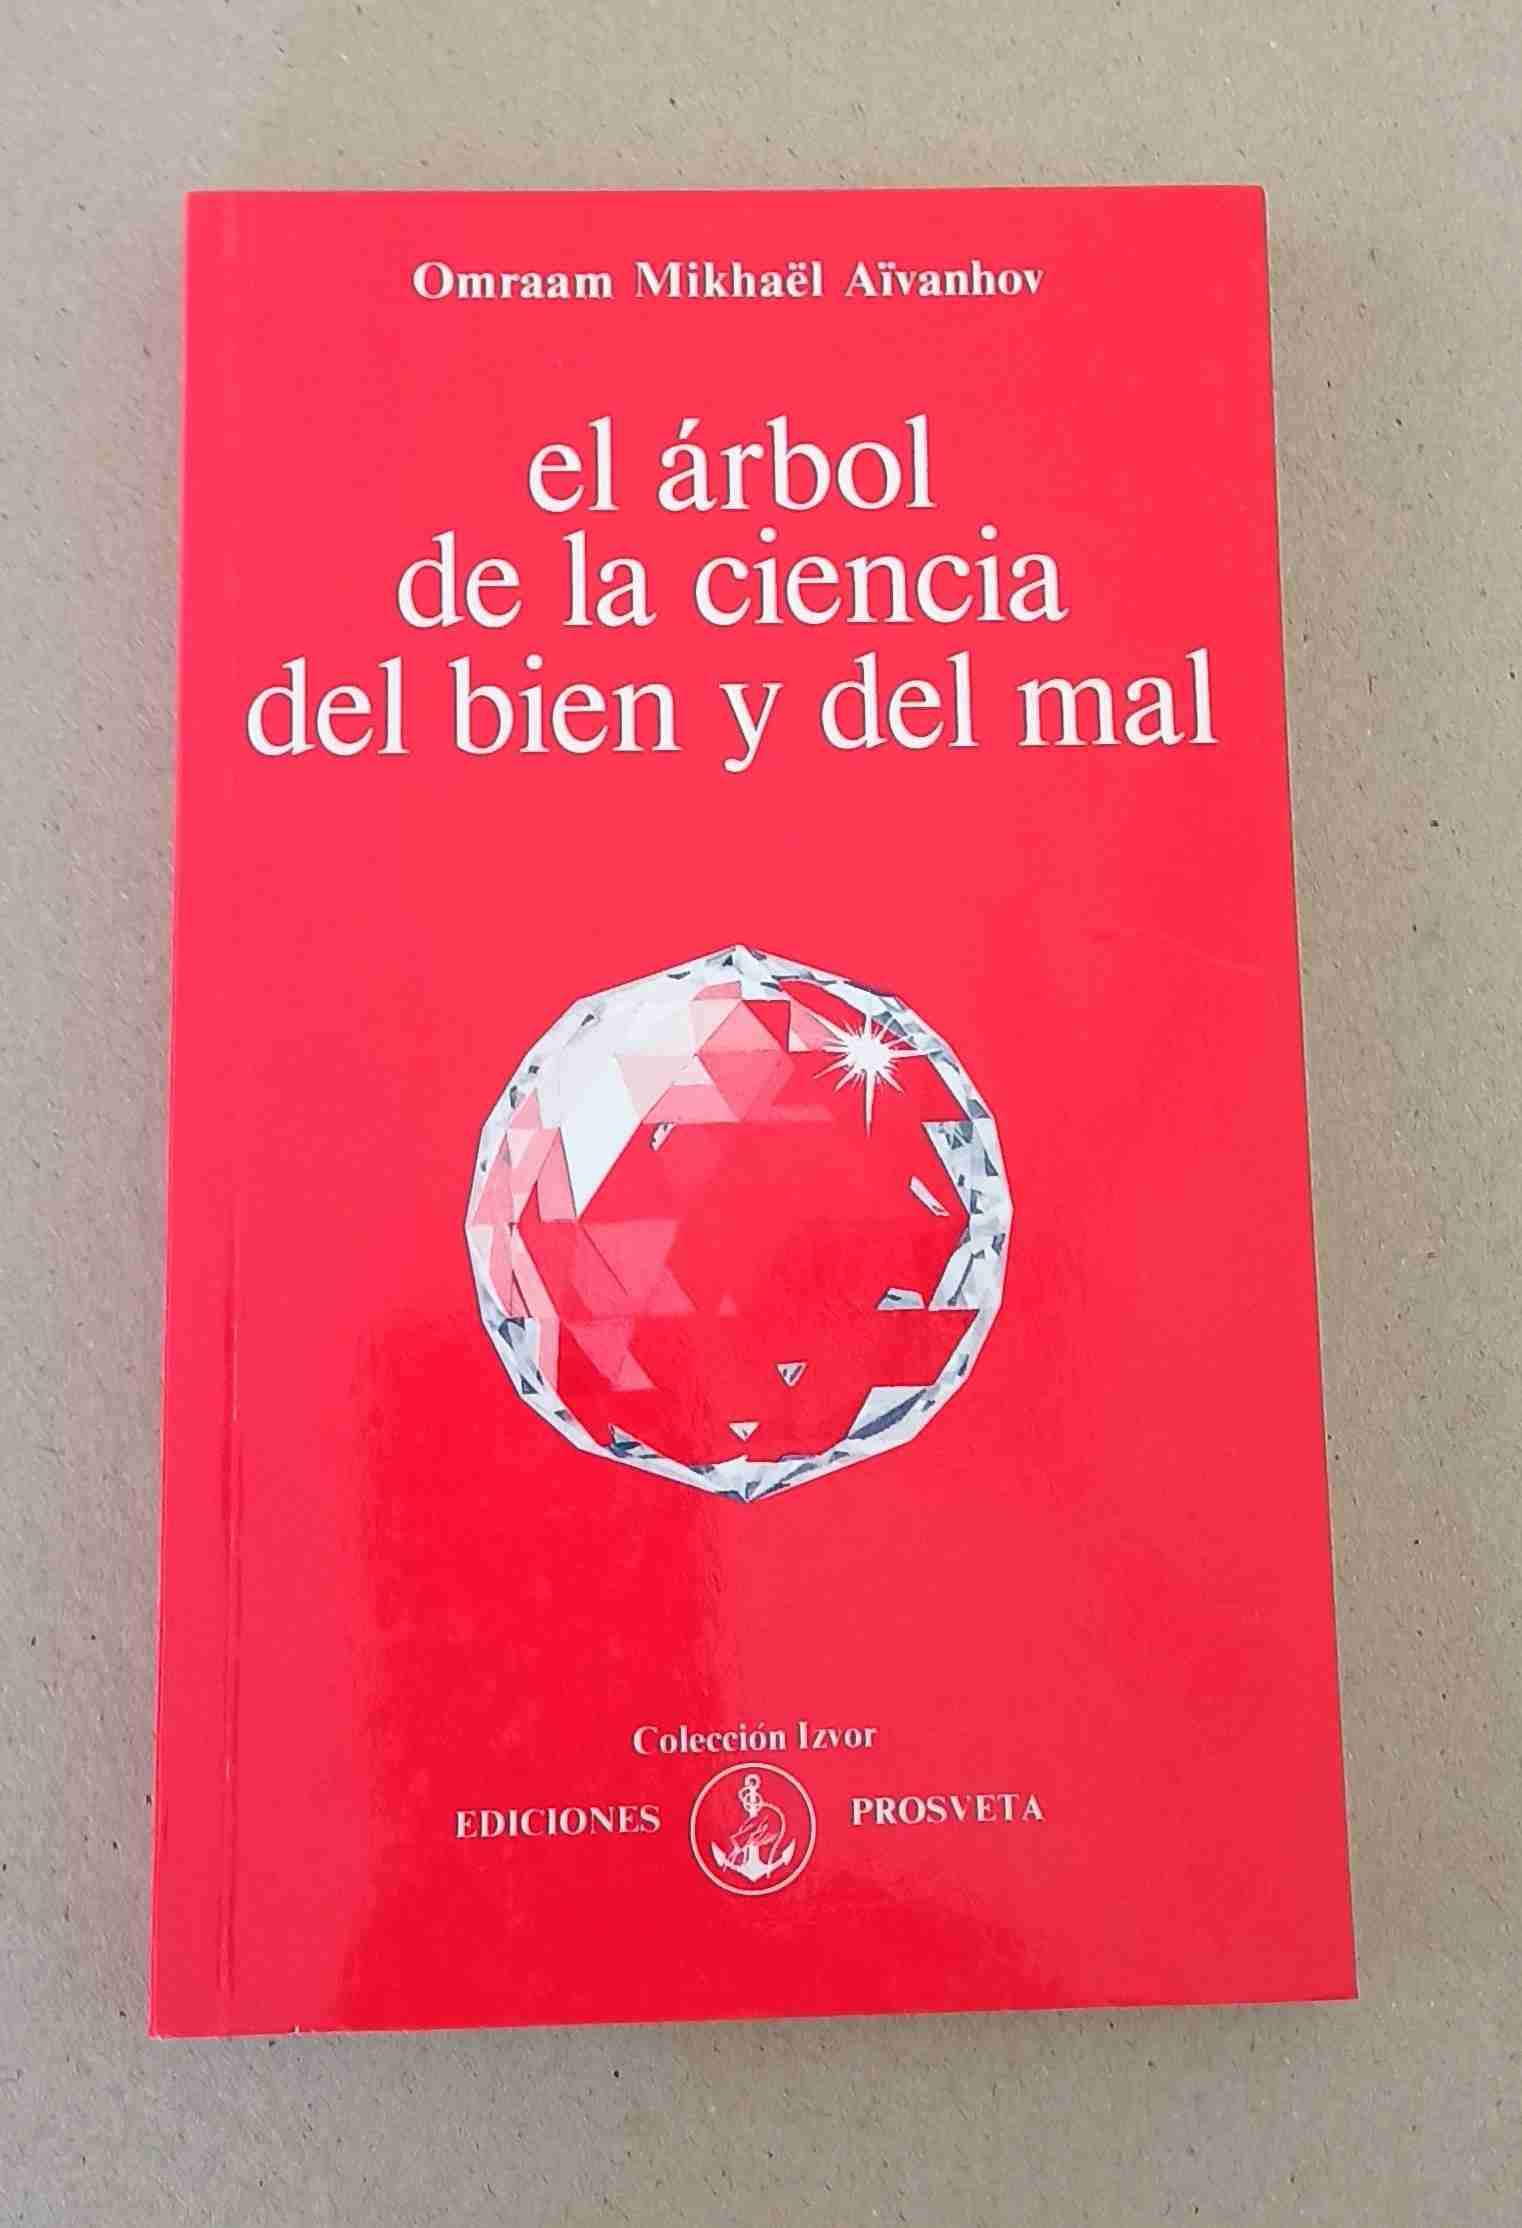 Omraam Mikhaël Aïvanhov
el árbol
de la ciencia
del bien y del mal
Colección Izvor
EDICIONES PROSVETA